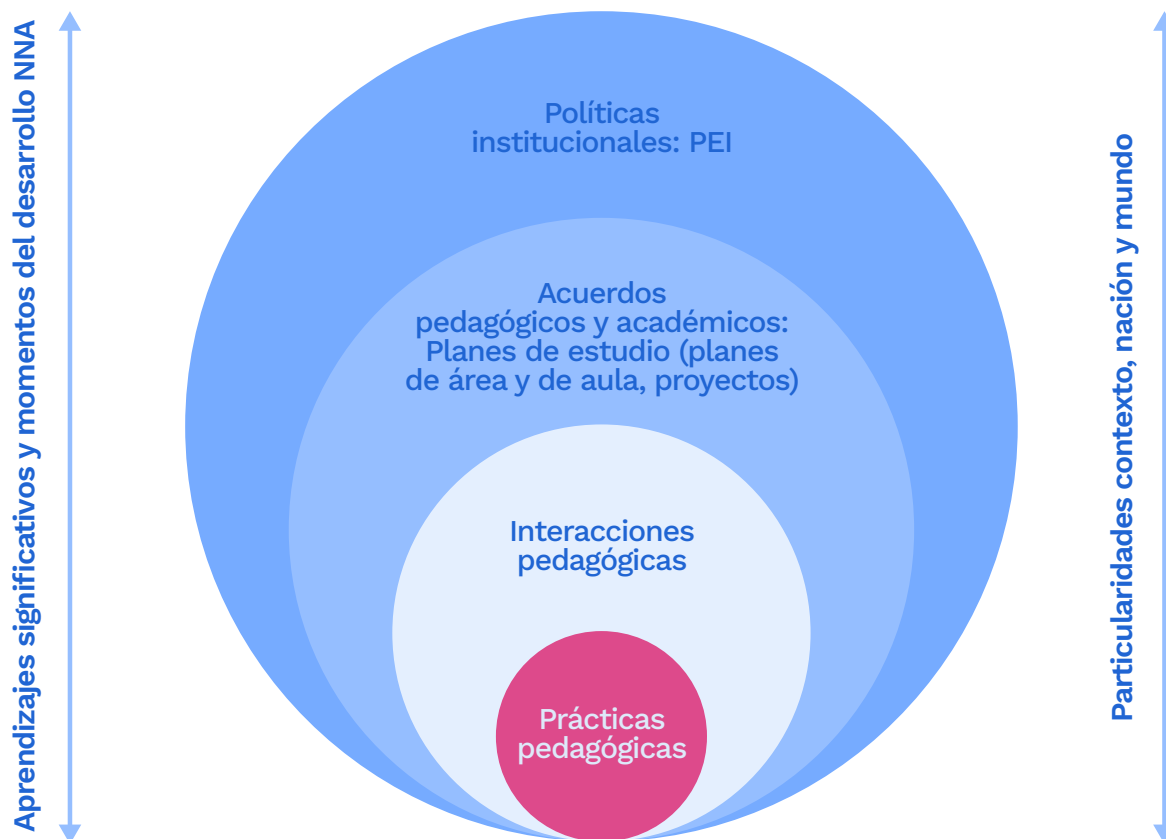 Aprendizajes significativos y momentos del desarrollo NNA
Políticas
institucionales: PEI
Acuerdos
pedagógicos y académicos:
Planes de estudio (planes
de área y de aula, proyectos)
Interacciones
pedagógicas
Prácticas
pedagógicas
Particularidades contexto, nación y mundo